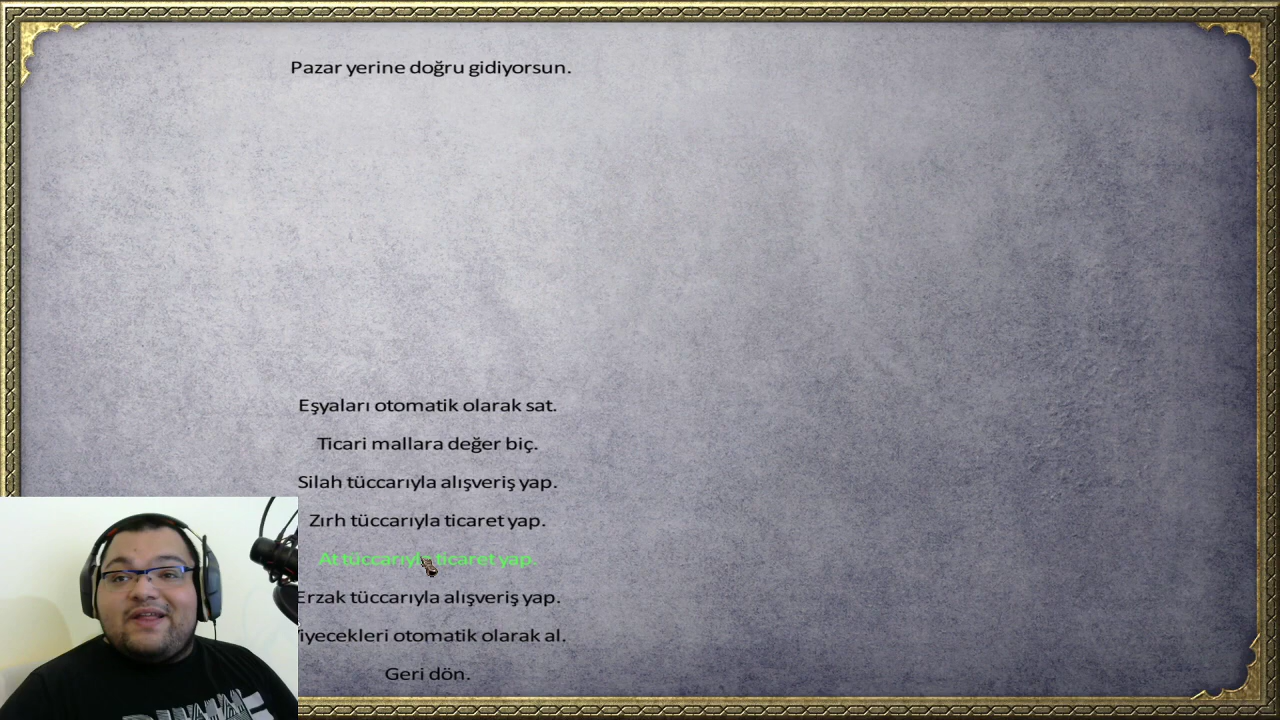 Pazar yerine doğru gidiyorsun.
Eşyaları otomatik olarak sat.
Ticari mallara değer biç.
Silah tüccarıyla alışveriş yap.
Zırh tüccarıyla ticaret yap.
At tüccarıyla ticaret yap.
Erzak tüccarıyla alışveriş yap.
Yiyecekleri otomatik olarak al.
Geri dön.